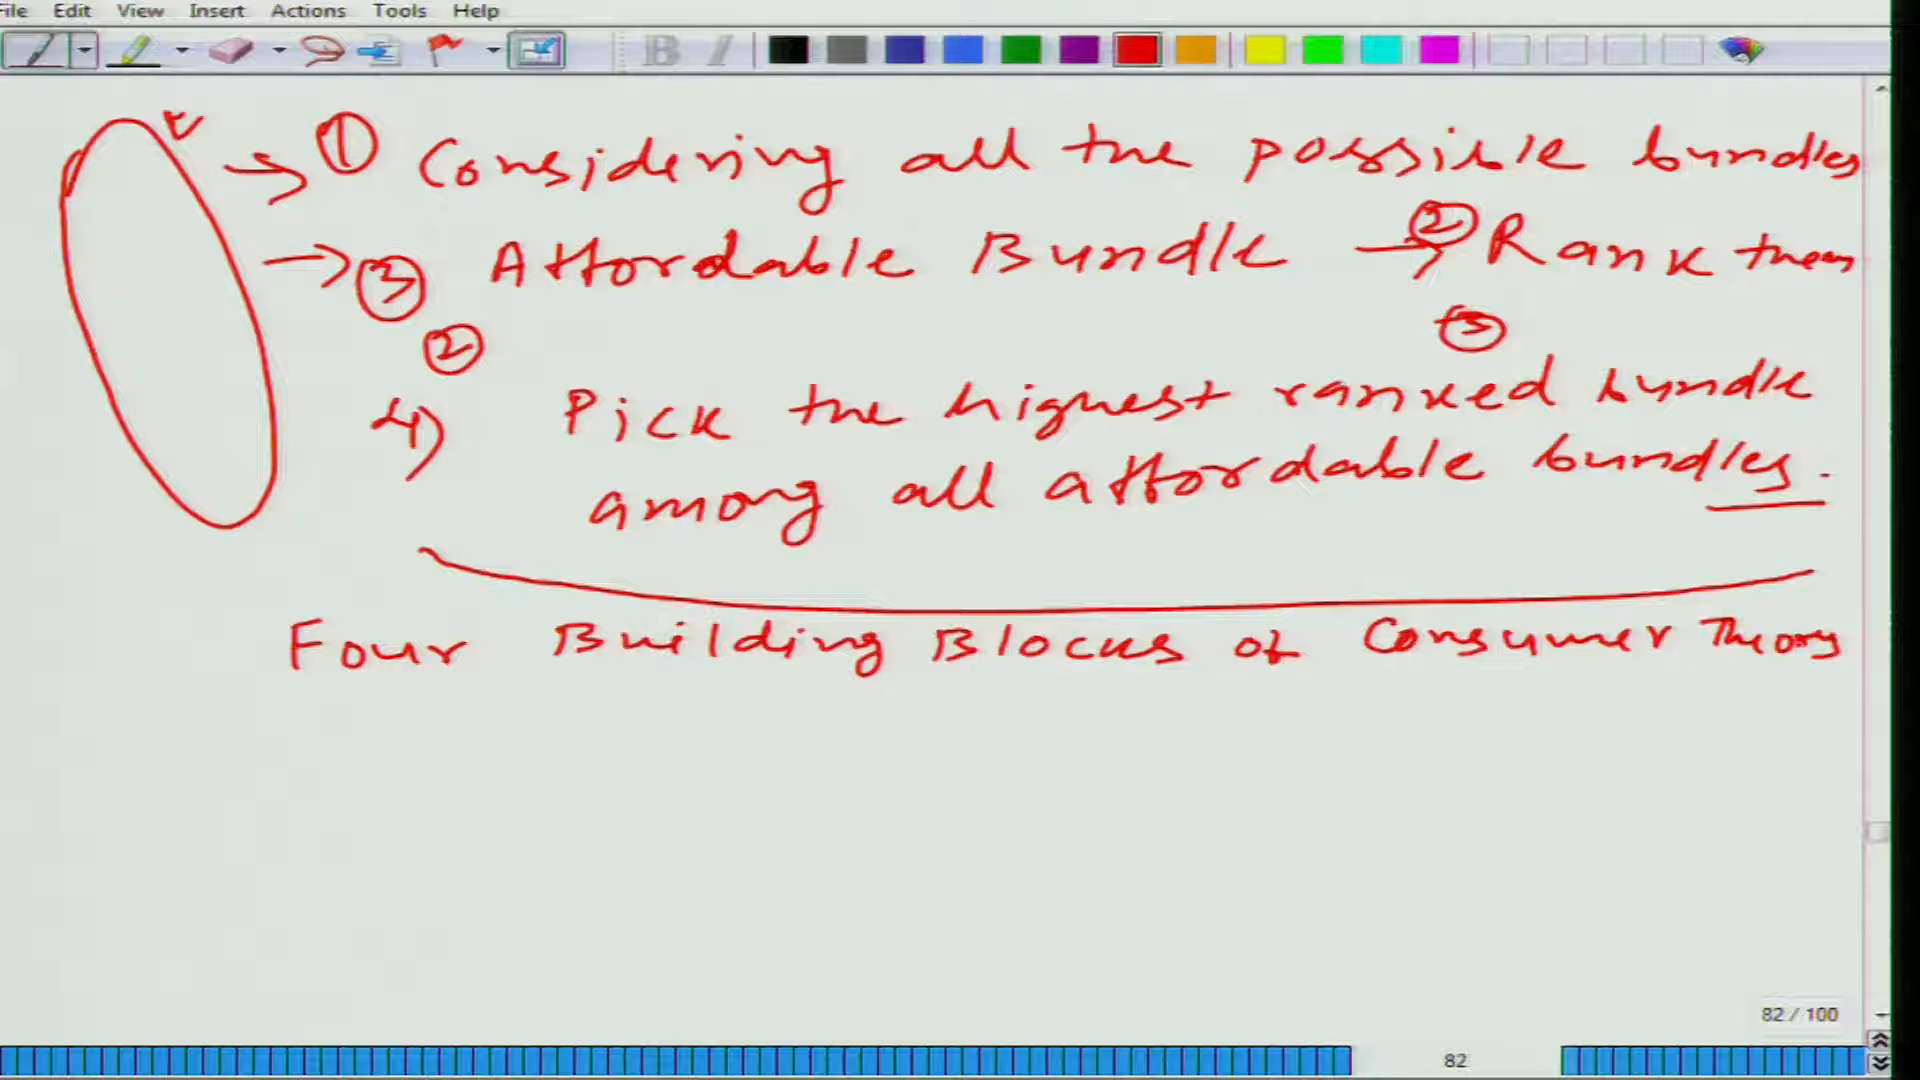 File Edit View Insert Actions Tools Help
B I
→ ① Considering all the possible bundles
→ ③ Affordable Bundle → ② Rank them
② ③
4) Pick the highest ranked bundle
among all affordable bundles.
Four Building Blocks of Consumer Theory
82 / 100
82